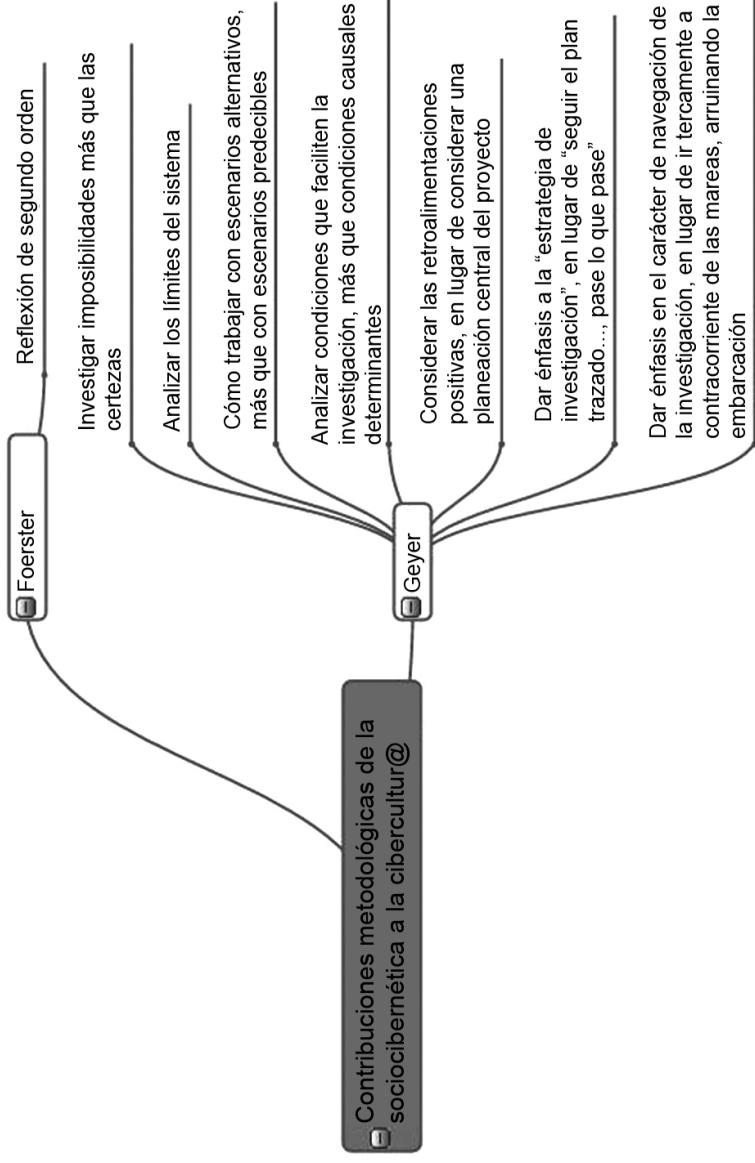 Contribuciones metodológicas de la
sociocibernética a la cibercultur@
Foerster
Reflexión de segundo orden
Geyer
Investigar imposibilidades más que las
certezas
Analizar los límites del sistema
Cómo trabajar con escenarios alternativos,
más que con escenarios predecibles
Analizar condiciones que faciliten la
investigación, más que condiciones causales
determinantes
Considerar las retroalimentaciones
positivas, en lugar de considerar una
planeación central del proyecto
Dar énfasis a la “estrategia de
investigación”, en lugar de “seguir el plan
trazado…, pase lo que pase”
Dar énfasis en el carácter de navegación de
la investigación, en lugar de ir tercamente a
contracorriente de las mareas, arruinando la
embarcación